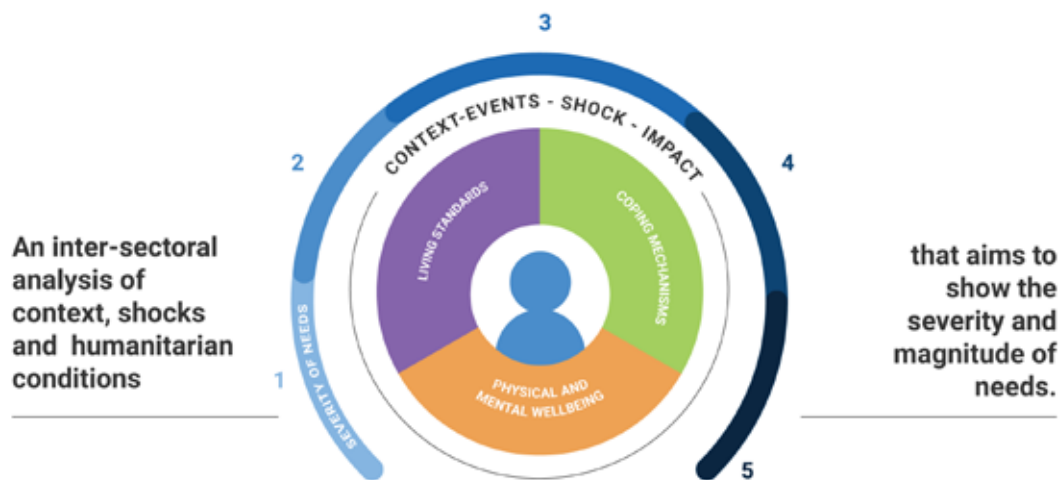 3
CONTEXT-EVENTS - SHOCK - IMPACT
2
4
LIVING STANDARDS
COPING MECHANISMS
An inter-sectoral
analysis of
context, shocks
and humanitarian
conditions
that aims to
show the
severity and
magnitude of
needs.
1
SEVERITY OF NEEDS
PHYSICAL AND
MENTAL WELLBEING
5